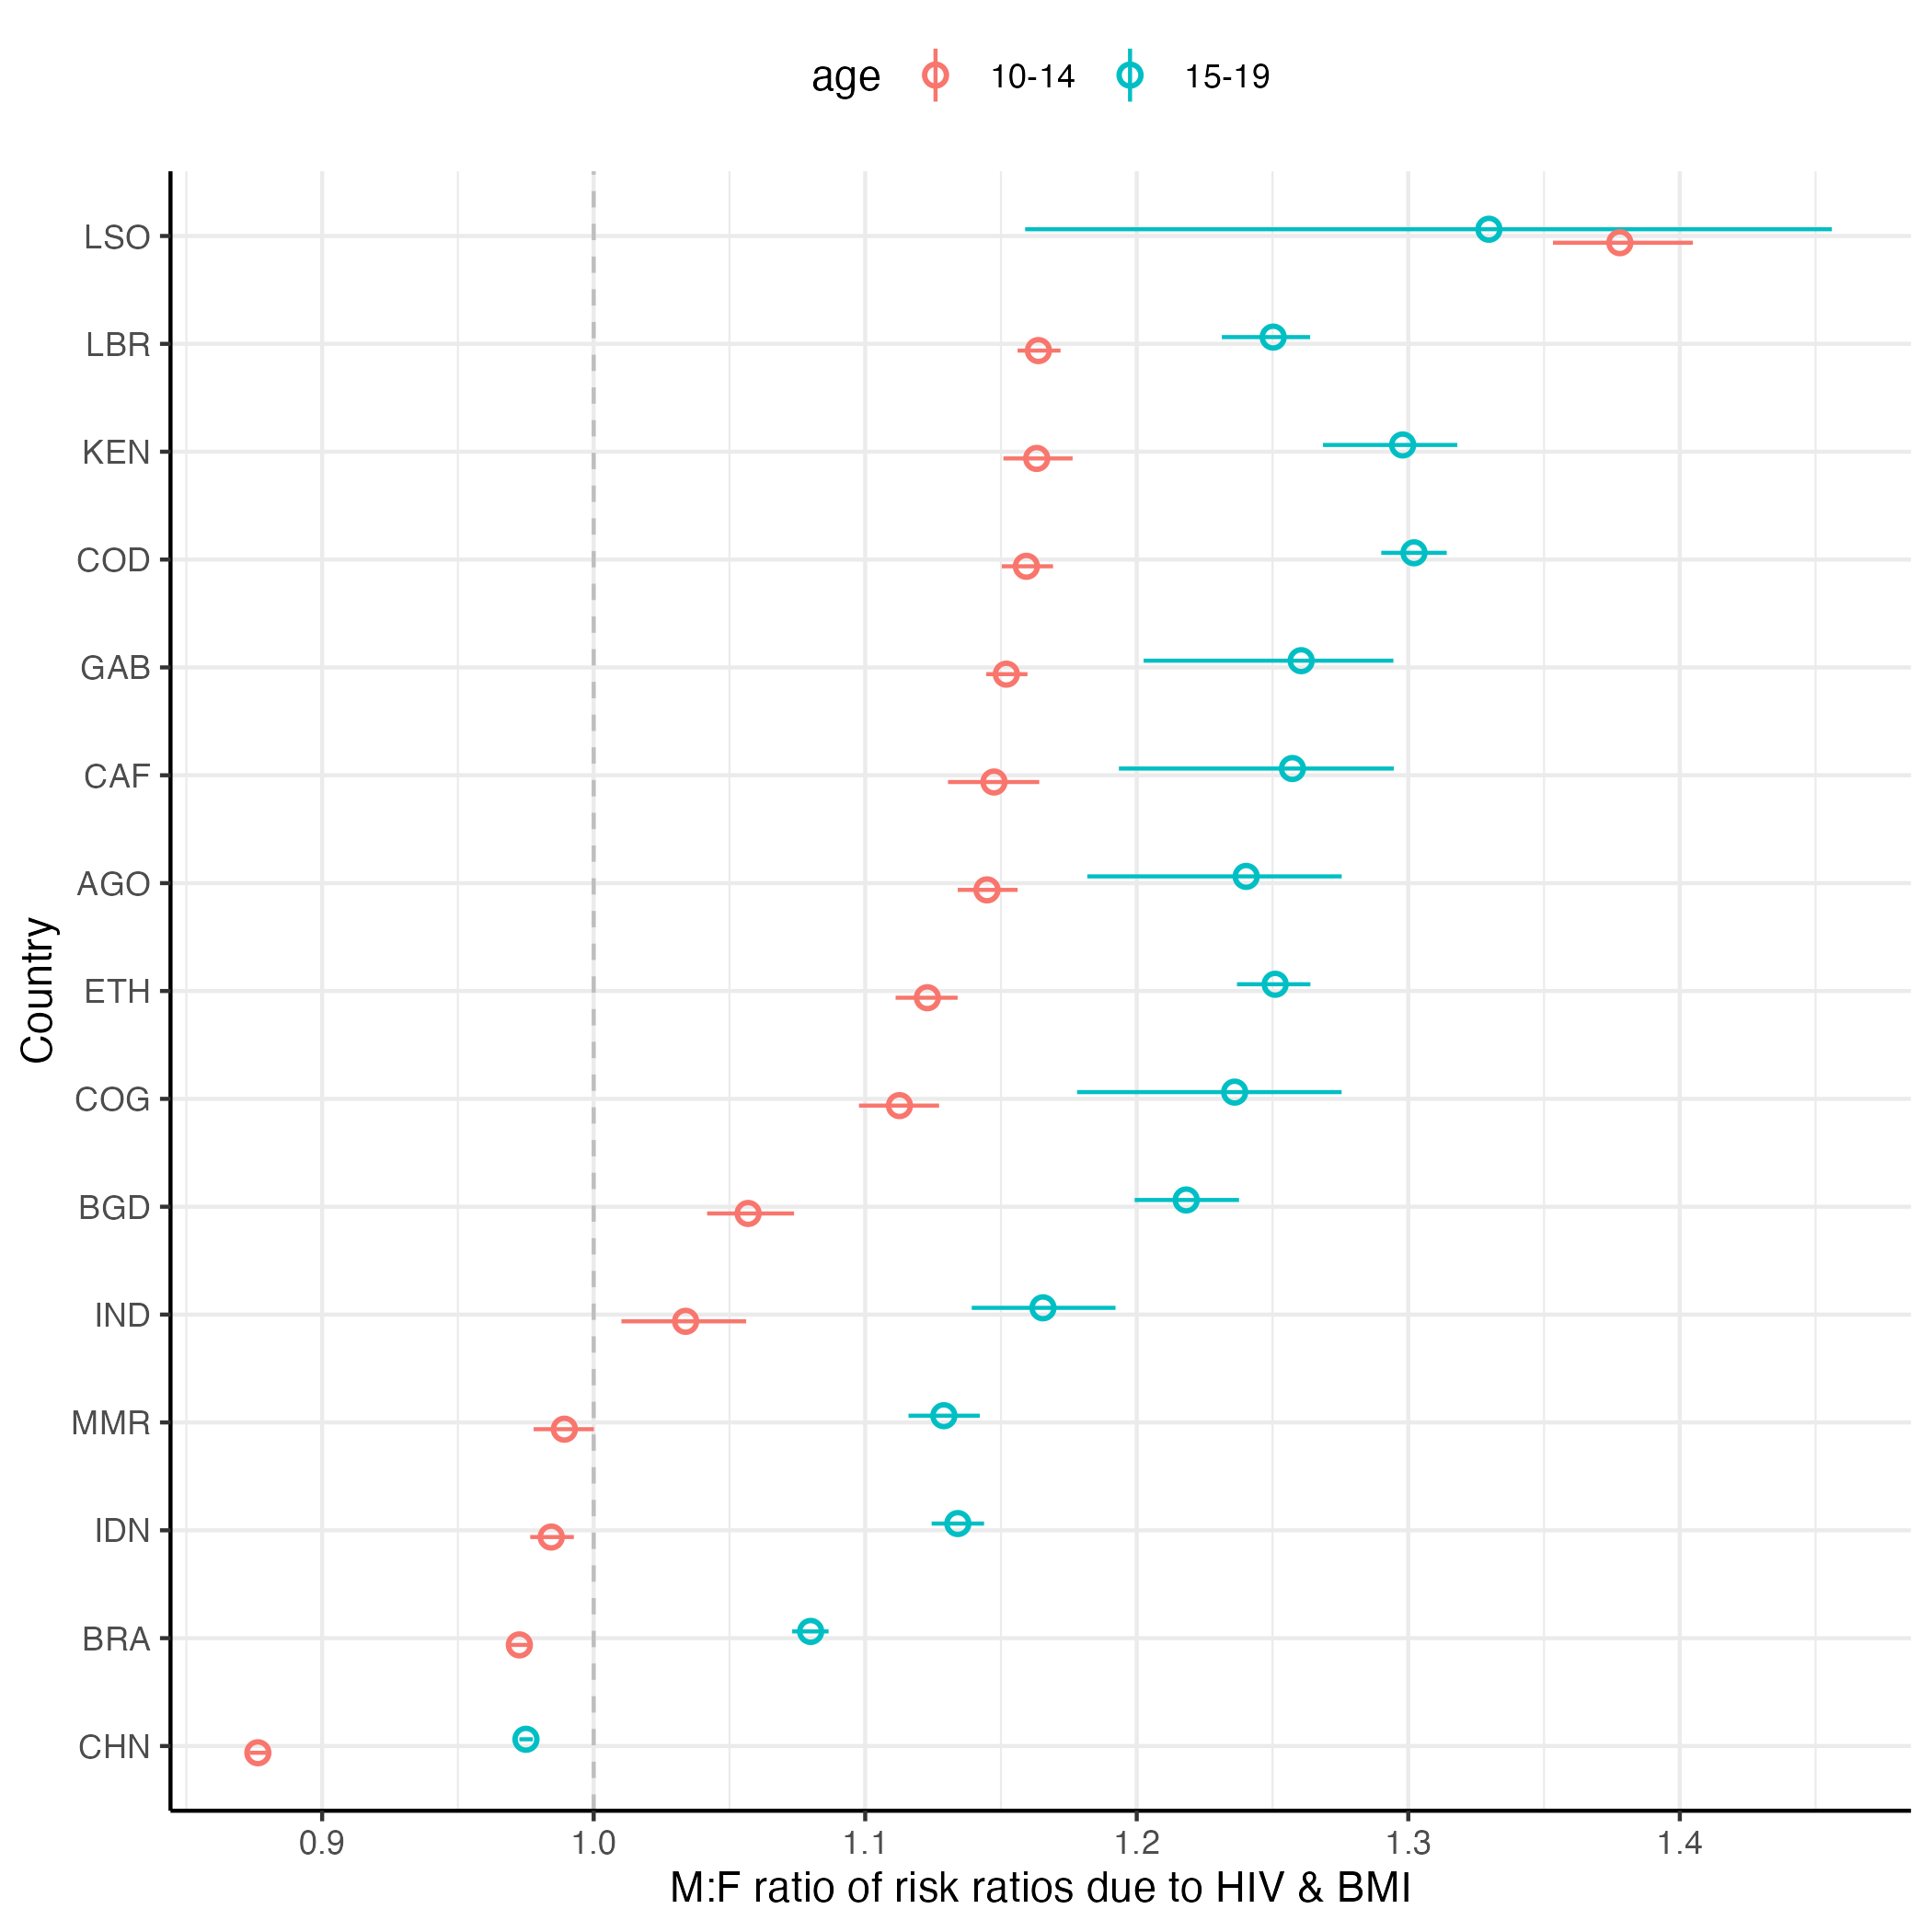 age 10-14 15-19
LSO
LBR
KEN
COD
GAB
CAF
AGO
ETH
COG
BGD
IND
MMR
IDN
BRA
CHN
Country
0.9 1.0 1.1 1.2 1.3 1.4
M:F ratio of risk ratios due to HIV & BMI